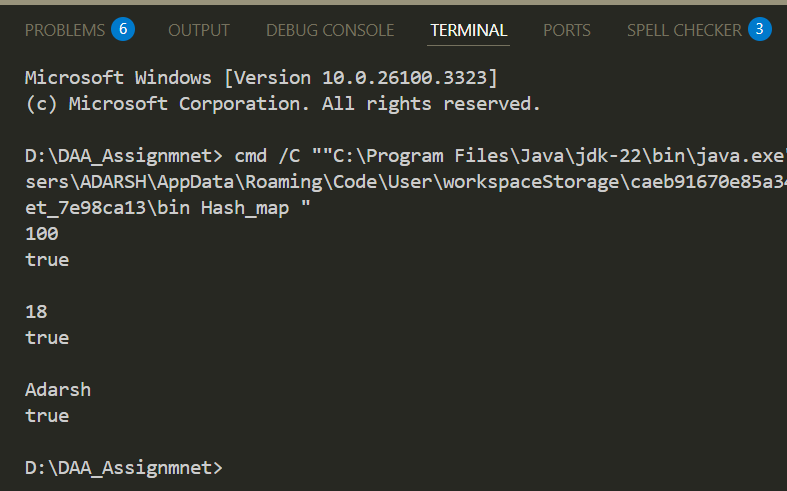 PROBLEMS 6 OUTPUT DEBUG CONSOLE TERMINAL PORTS SPELL CHECKER 3
Microsoft Windows [Version 10.0.26100.3323]
(c) Microsoft Corporation. All rights reserved.
D:\DAA_Assignmnet> cmd /C ""C:\Program Files\Java\jdk-22\bin\java.exe"
sers\ADARSH\AppData\Roaming\Code\User\workspaceStorage\caeb91670e85a34
et_7e98ca13\bin Hash_map "
100
true
18
true
Adarsh
true
D:\DAA_Assignmnet>